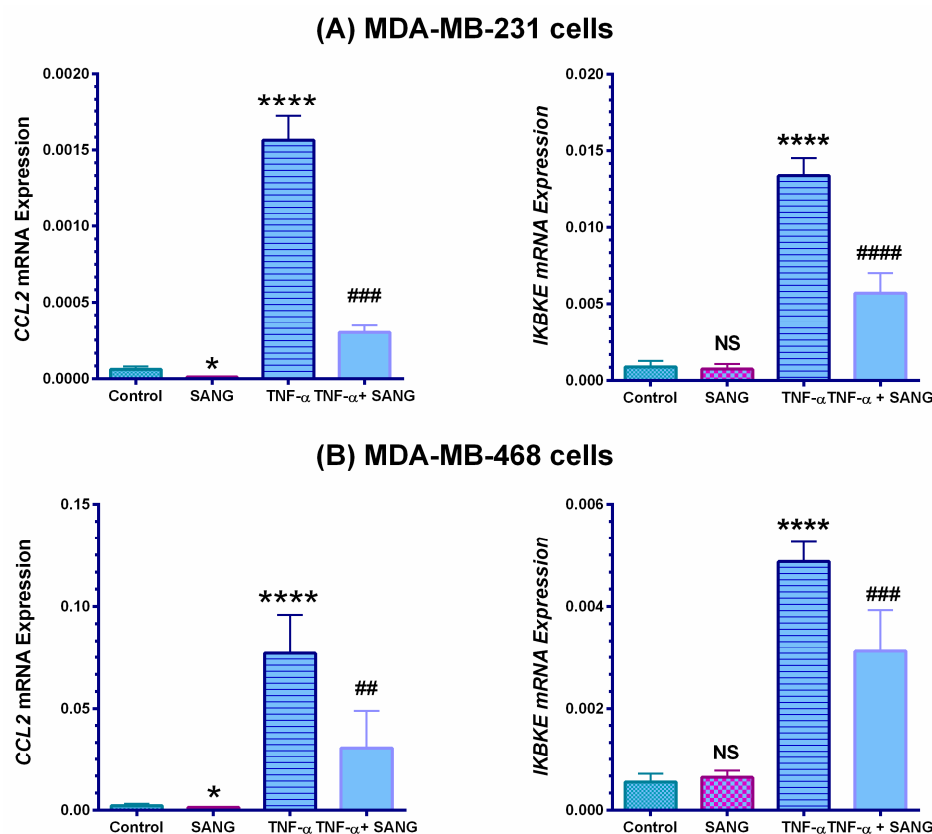 (A) MDA-MB-231 cells
CCL2 mRNA Expression
0.0020
0.0015
0.0010
0.0005
0.0000
*
****
###
Control SANG TNF-α TNF-α+ SANG
IKBKE mRNA Expression
0.020
0.015
0.010
0.005
0.000
NS
****
####
Control SANG TNF-α TNF-α + SANG
(B) MDA-MB-468 cells
CCL2 mRNA Expression
0.15
0.10
0.05
0.00
*
****
##
Control SANG TNF-α TNF-α+ SANG
IKBKE mRNA Expression
0.006
0.004
0.002
0.000
NS
****
###
Control SANG TNF-α TNF-α + SANG